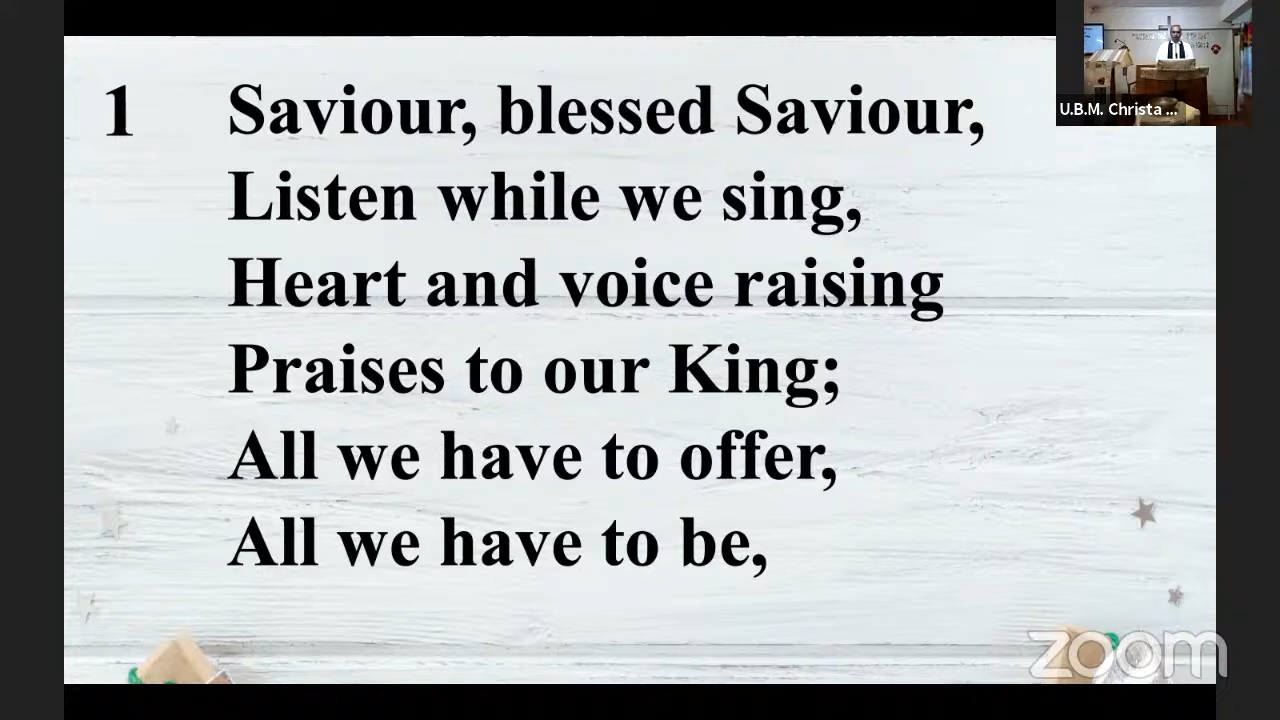 1 Saviour, blessed Saviour,
Listen while we sing,
Heart and voice raising
Praises to our King;
All we have to offer,
All we have to be,
U.B.M. Christa ...
zoom